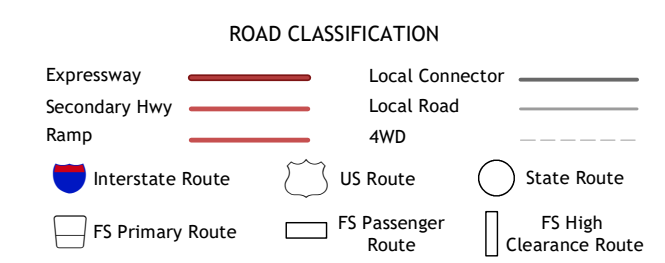 ROAD CLASSIFICATION
Expressway
Local Connector
Secondary Hwy
Local Road
Ramp
4WD
Interstate Route
US Route
State Route
FS Primary Route
FS Passenger
Route
FS High
Clearance Route